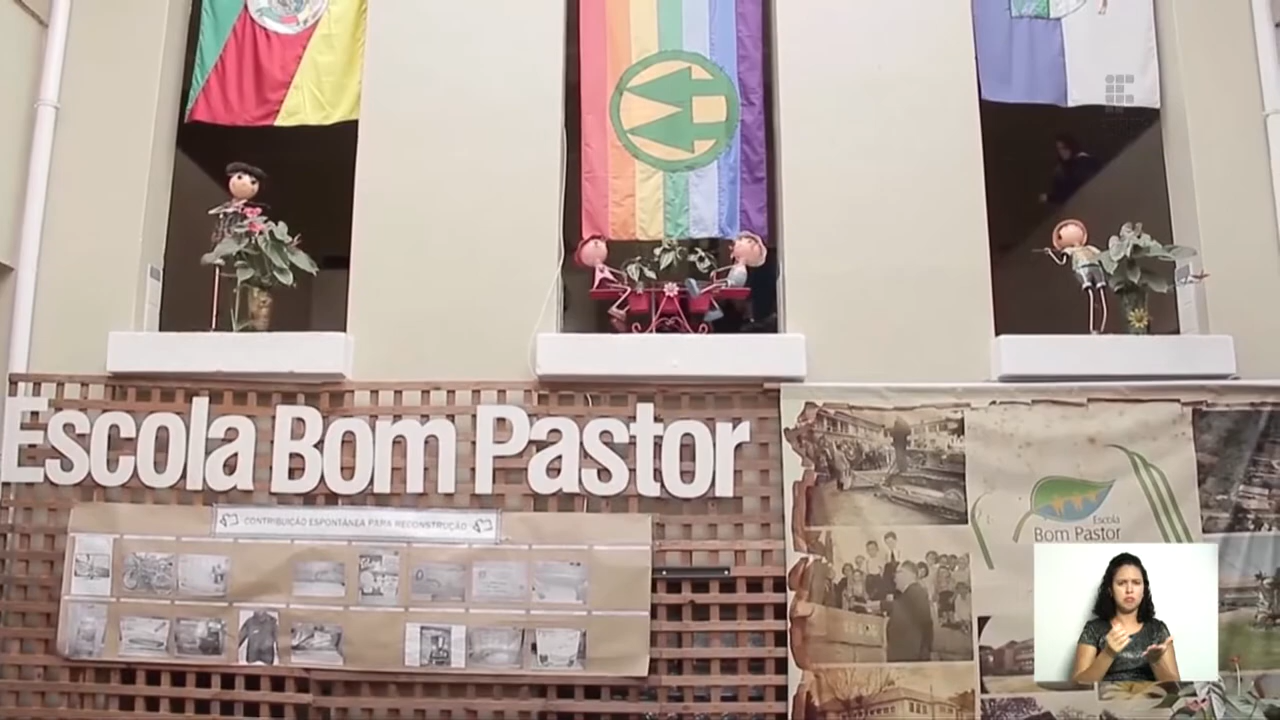 Escola Bom Pastor
CONTRIBUIÇÃO ESPONTÂNEA PARA RECONSTRUÇÃO
Escola
Bom Pastor